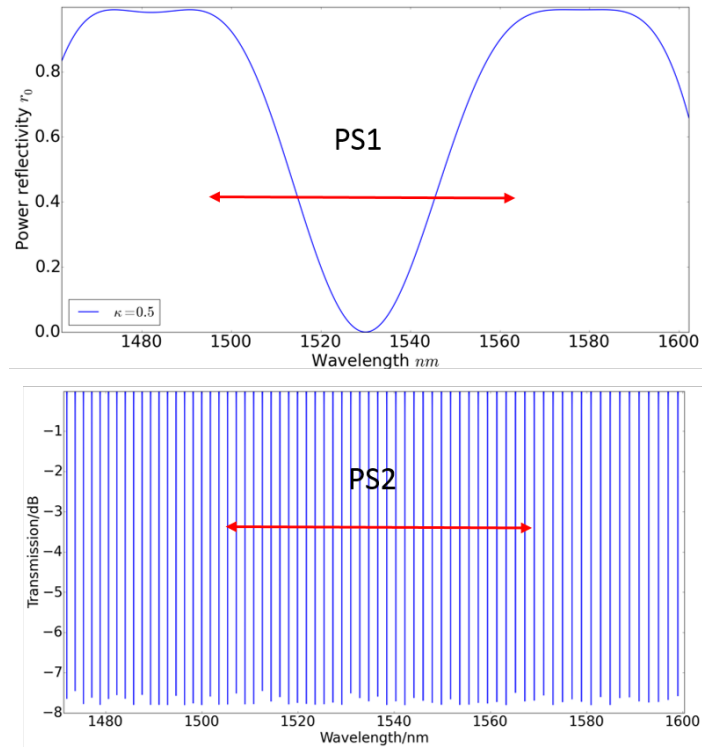 0.8
0.6
0.4
0.2
0.0
Power reflectivity r₀
PS1
κ=0.5
1480 1500 1520 1540 1560 1580 1600
Wavelength nm
−1
−2
−3
−4
−5
−6
−7
−8
Transmission/dB
PS2
1480 1500 1520 1540 1560 1580 1600
Wavelength/nm